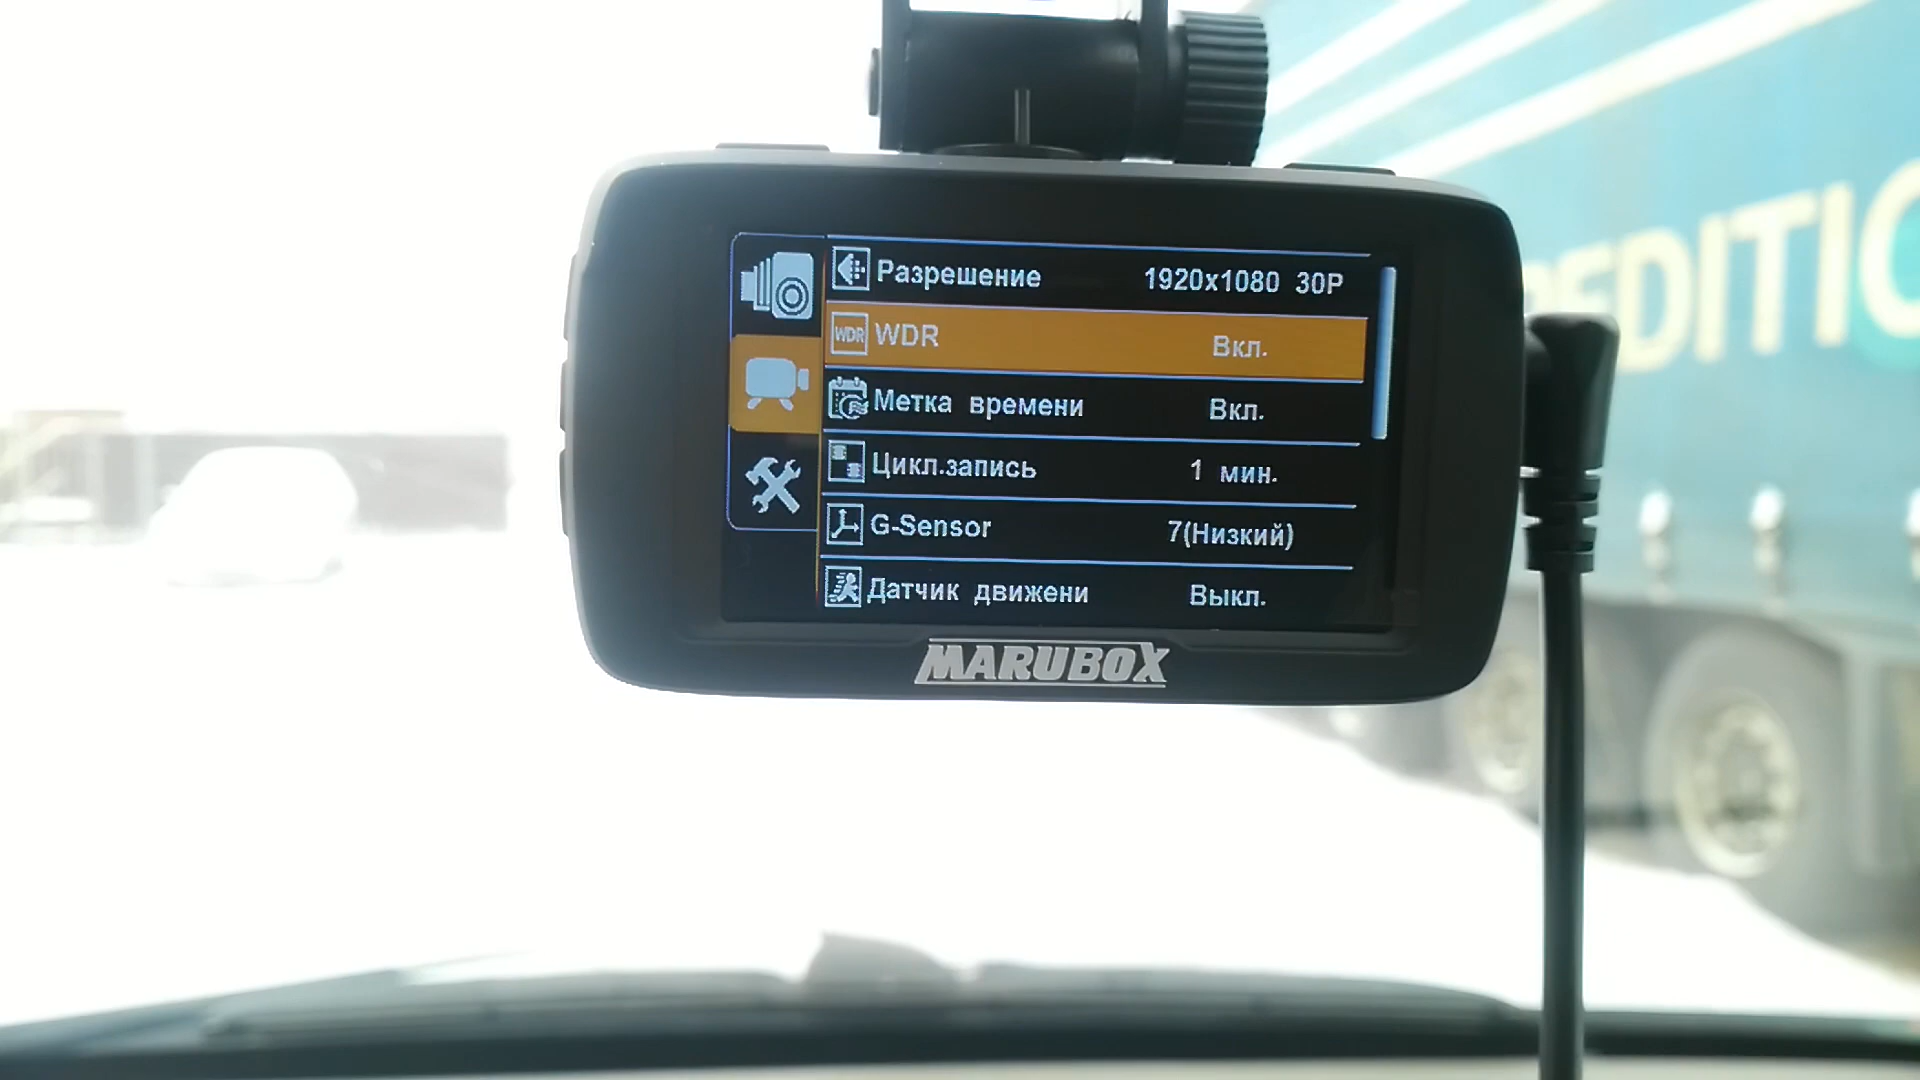 Разрешение 1920x1080 30P
WDR WDR Вкл.
Метка времени Вкл.
Цикл.запись 1 мин.
G-Sensor 7(Низкий)
Датчик движени Выкл.
MARUBOX
PEDITIO